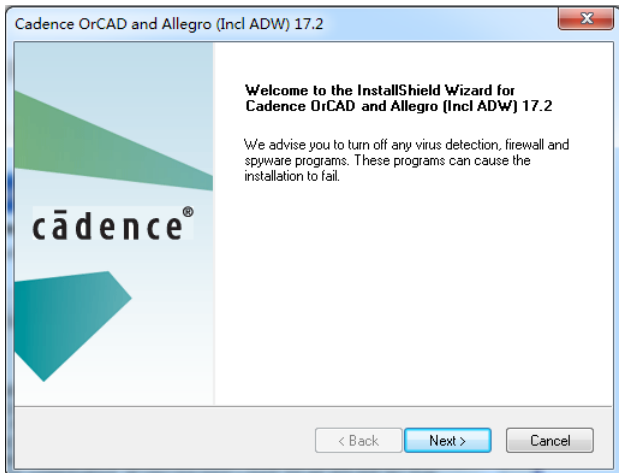 Cadence OrCAD and Allegro (Incl ADW) 17.2
Welcome to the InstallShield Wizard for
Cadence OrCAD and Allegro (Incl ADW) 17.2
We advise you to turn off any virus detection, firewall and
spyware programs. These programs can cause the
installation to fail.
cādence®
< Back
Next >
Cancel